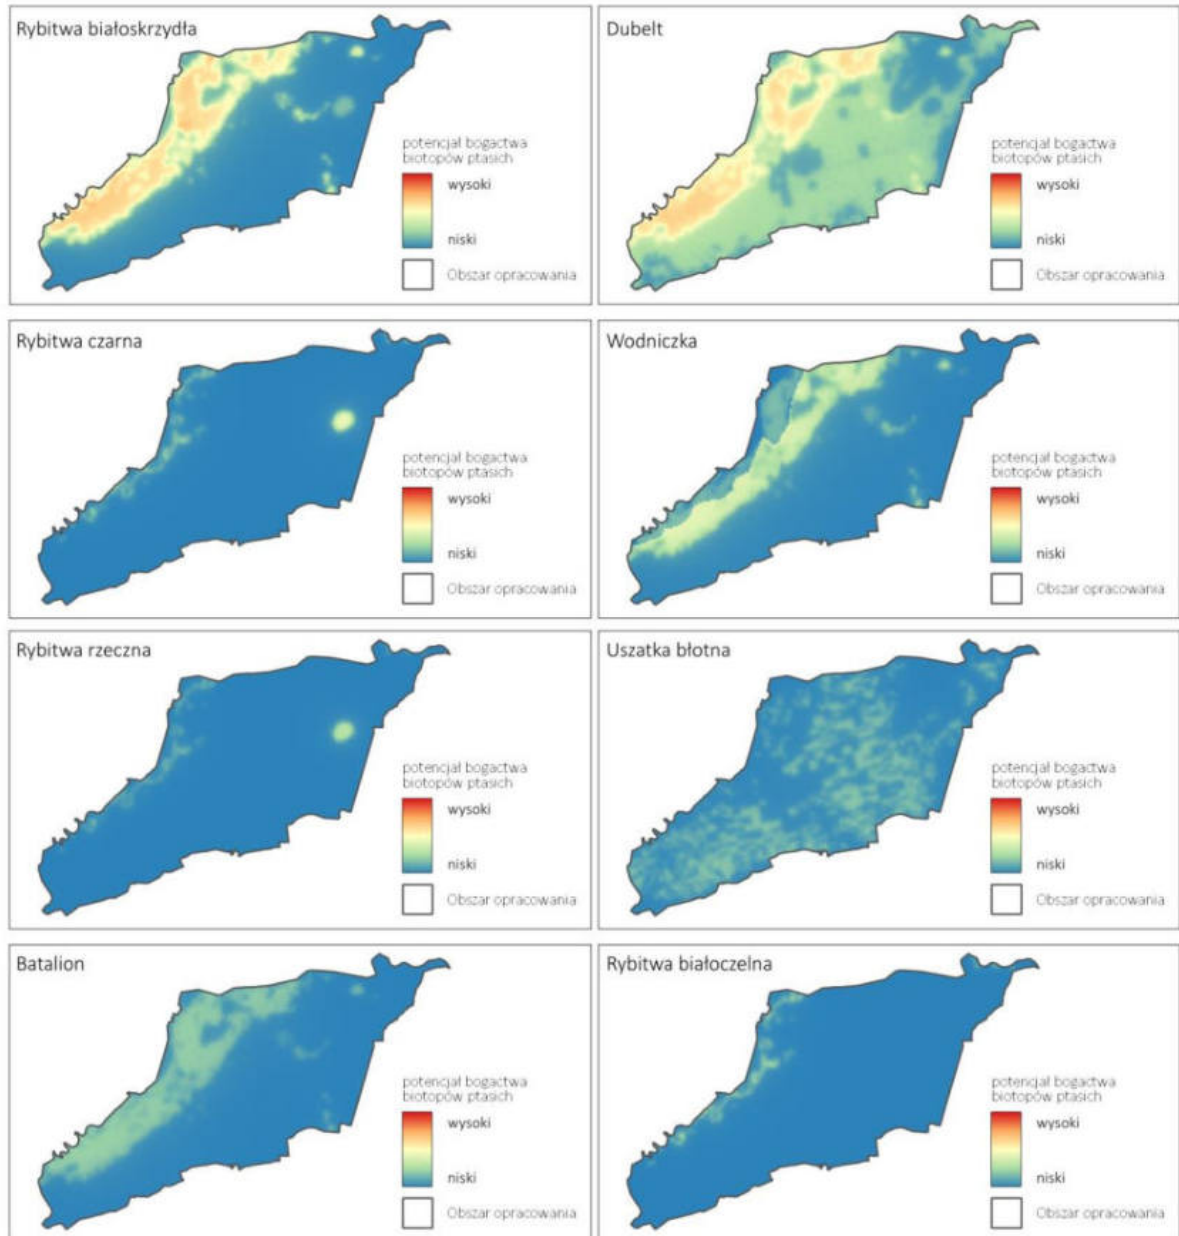 Rybitwa białoskrzydła
potencjał bogactwa
biotopów ptasich
wysoki
niski
Obszar opracowania
Dubelt
potencjał bogactwa
biotopów ptasich
wysoki
niski
Obszar opracowania
Rybitwa czarna
potencjał bogactwa
biotopów ptasich
wysoki
niski
Obszar opracowania
Wodniczka
potencjał bogactwa
biotopów ptasich
wysoki
niski
Obszar opracowania
Rybitwa rzeczna
potencjał bogactwa
biotopów ptasich
wysoki
niski
Obszar opracowania
Uszatka błotna
potencjał bogactwa
biotopów ptasich
wysoki
niski
Obszar opracowania
Batalion
potencjał bogactwa
biotopów ptasich
wysoki
niski
Obszar opracowania
Rybitwa białoczelna
potencjał bogactwa
biotopów ptasich
wysoki
niski
Obszar opracowania